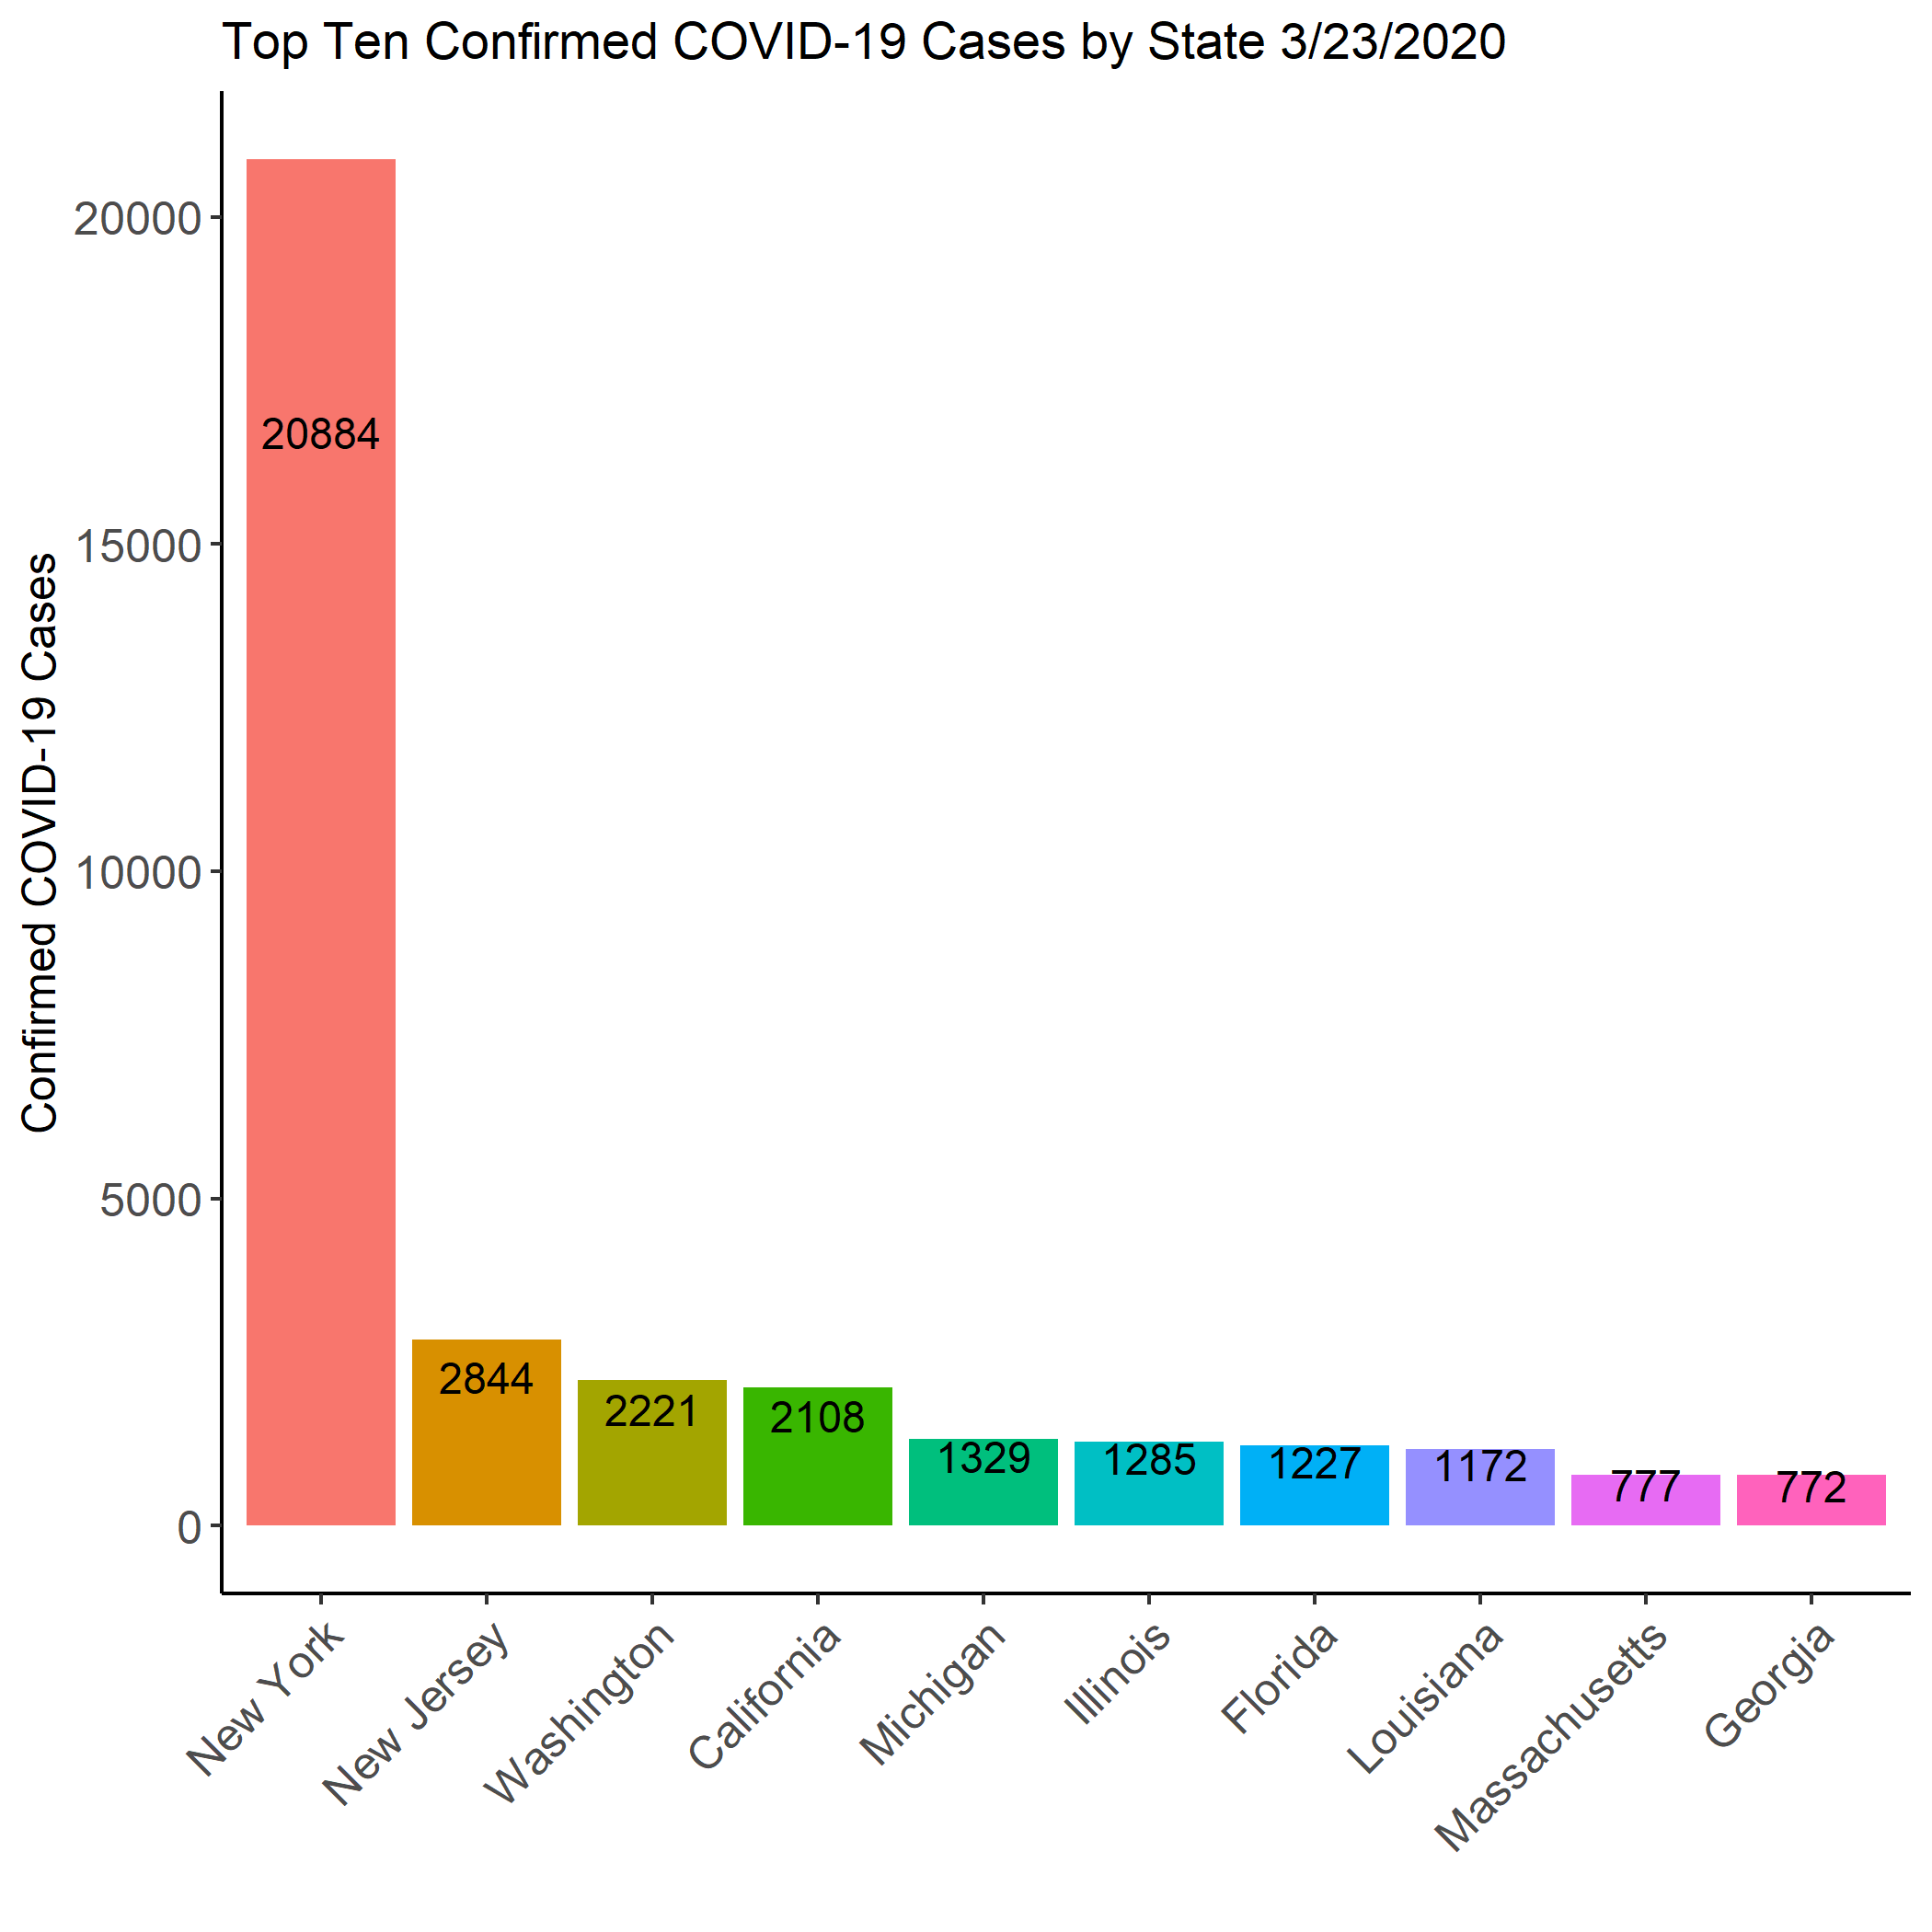 Top Ten Confirmed COVID-19 Cases by State 3/23/2020
Confirmed COVID-19 Cases
20000
15000
10000
5000
0
20884
2844
2221
2108
1329
1285
1227
1172
777
772
New York
New Jersey
Washington
California
Michigan
Illinois
Florida
Louisiana
Massachusetts
Georgia